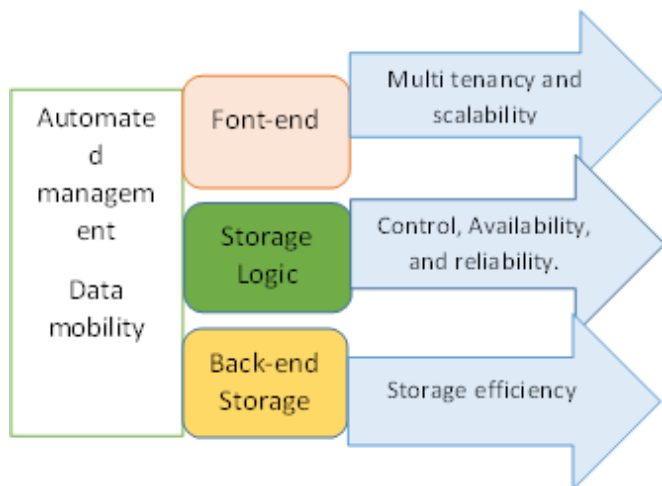 Automate
d
managem
ent
Data
mobility
Font-end
Multi tenancy and
scalability
Storage
Logic
Control, Availability,
and reliability.
Back-end
Storage
Storage efficiency